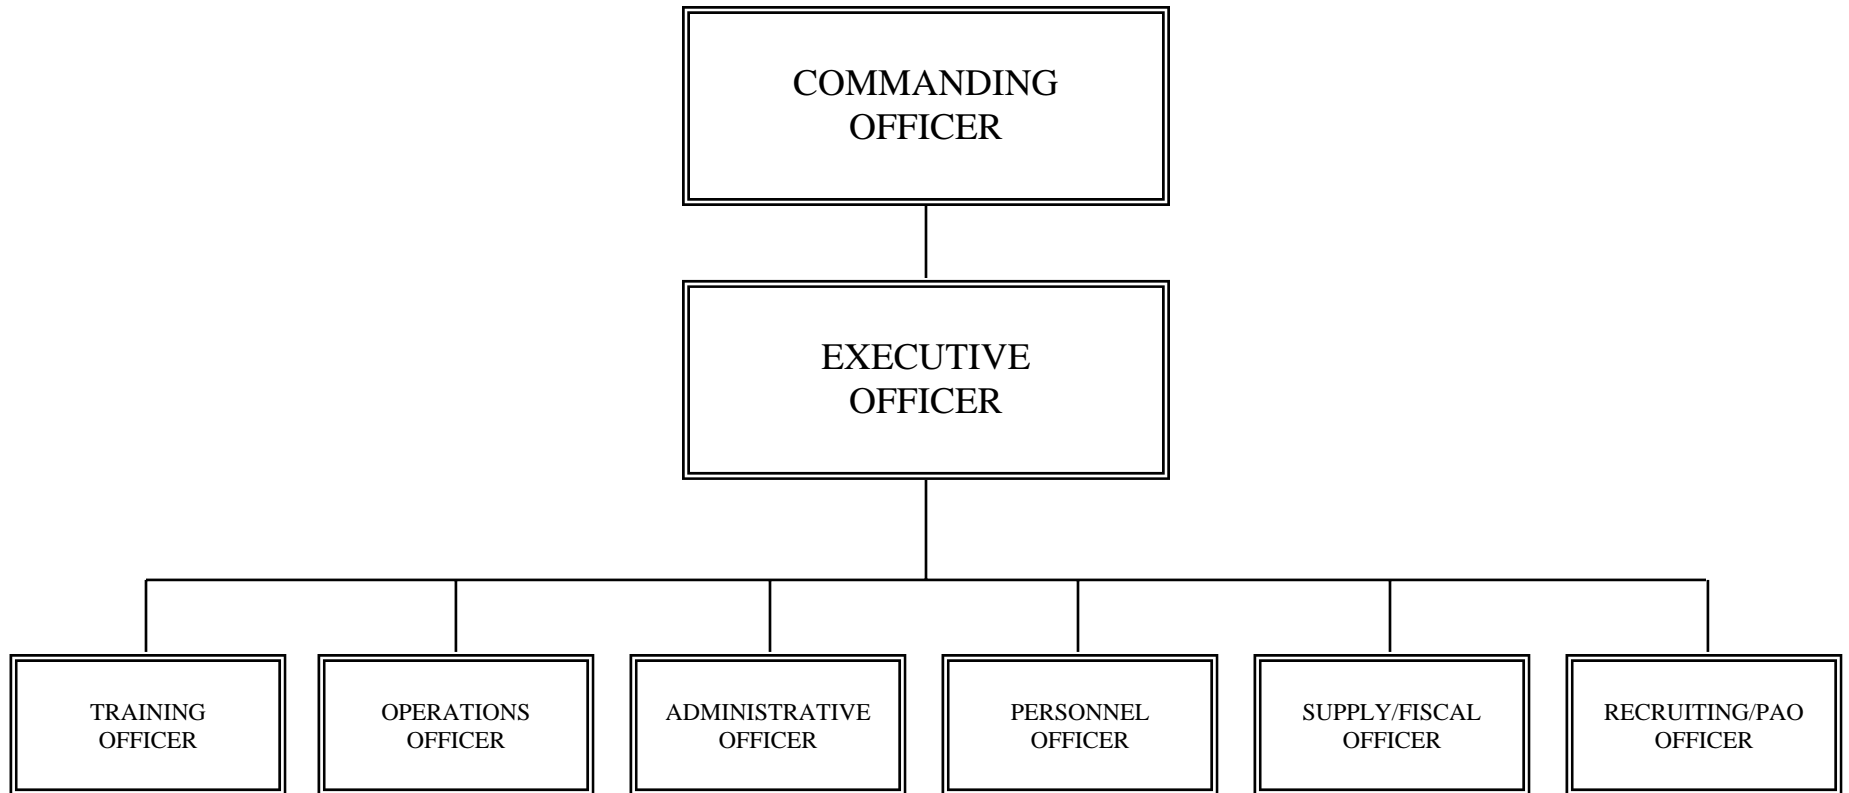 COMMANDING
OFFICER
EXECUTIVE
OFFICER
TRAINING
OFFICER
OPERATIONS
OFFICER
ADMINISTRATIVE
OFFICER
PERSONNEL
OFFICER
SUPPLY/FISCAL
OFFICER
RECRUITING/PAO
OFFICER